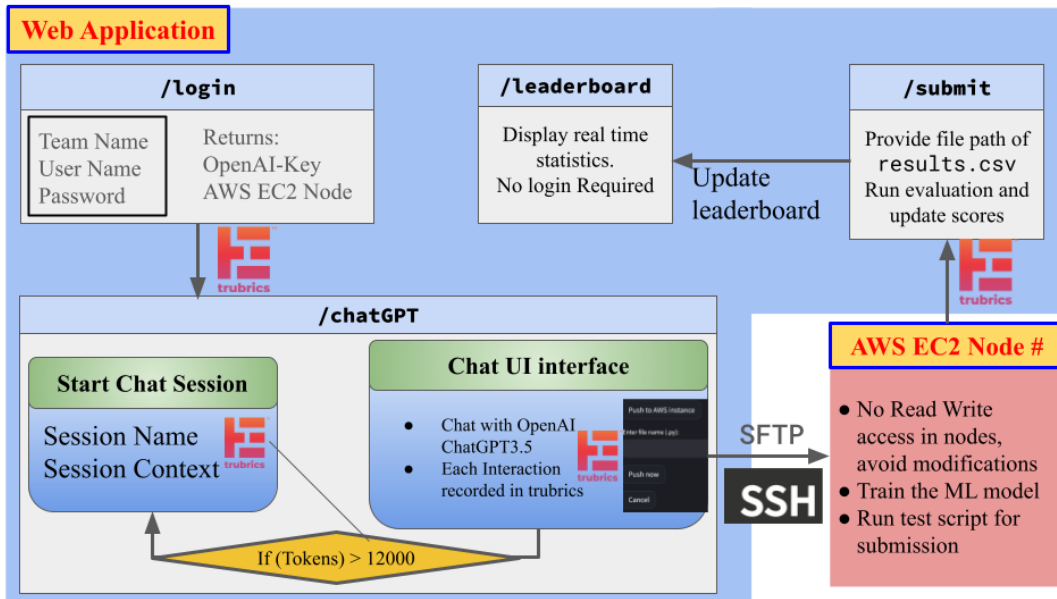 Web Application
/login
Team Name
User Name
Password
Returns:
OpenAI-Key
AWS EC2 Node
/leaderboard
Display real time
statistics.
No login Required
Update
leaderboard
/submit
Provide file path of
results.csv
Run evaluation and
update scores
trubrics
trubrics
/chatGPT
Start Chat Session
Session Name
Session Context
trubrics
Chat UI interface
● Chat with OpenAI
ChatGPT3.5
● Each Interaction
recorded in trubrics
trubrics
Push to AWS instance
Enter file name (.py):
Push now
Cancel
If (Tokens) > 12000
SFTP
SSH
AWS EC2 Node #
● No Read Write
access in nodes,
avoid modifications
● Train the ML model
● Run test script for
submission